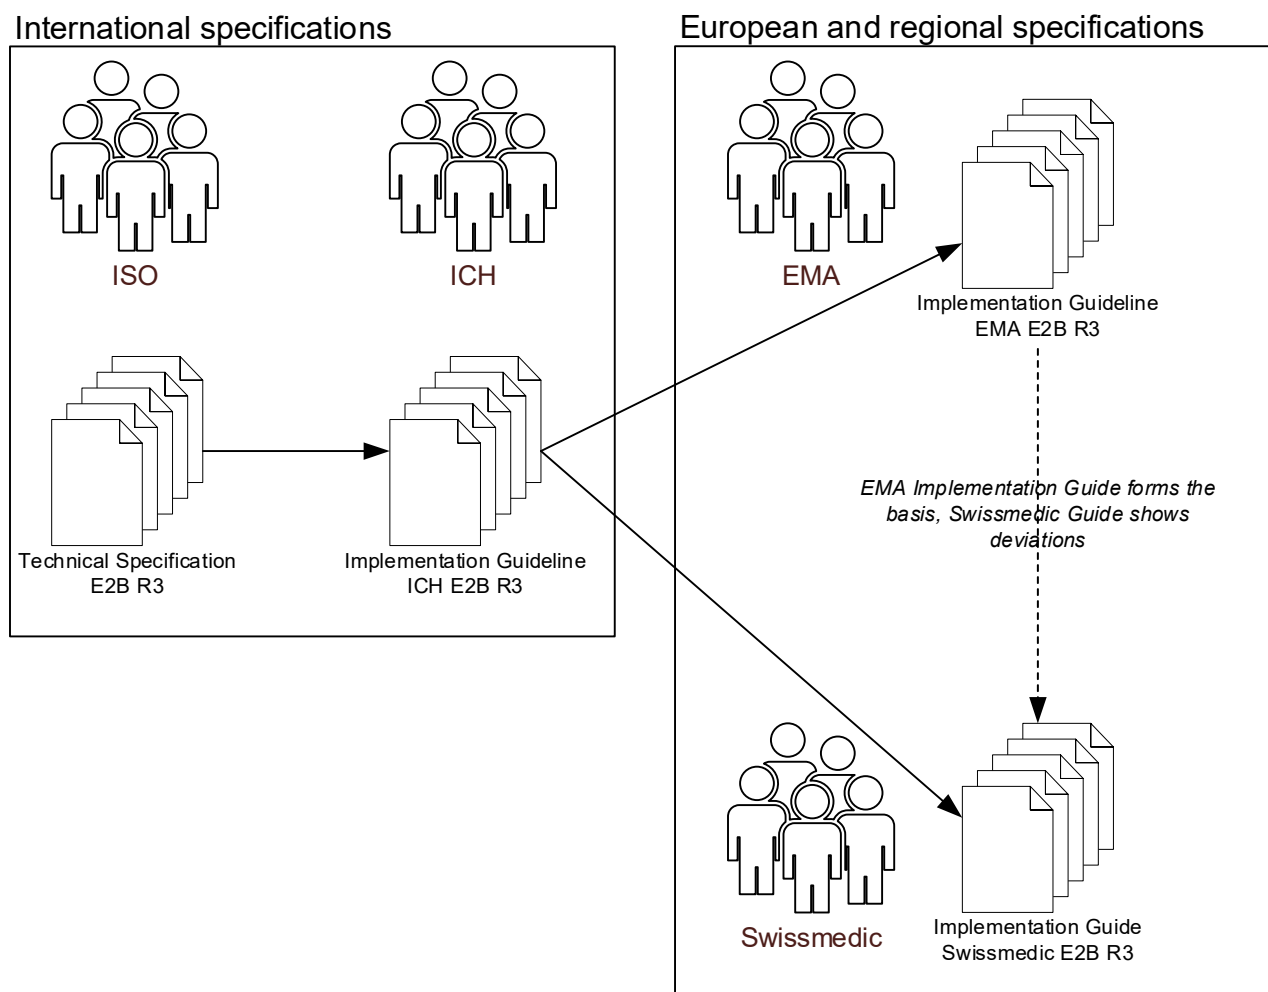 International specifications
European and regional specifications
ISO
ICH
EMA
Implementation Guideline
EMA E2B R3
Technical Specification
E2B R3
Implementation Guideline
ICH E2B R3
EMA Implementation Guide forms the
basis, Swissmedic Guide shows
deviations
Swissmedic
Implementation Guide
Swissmedic E2B R3